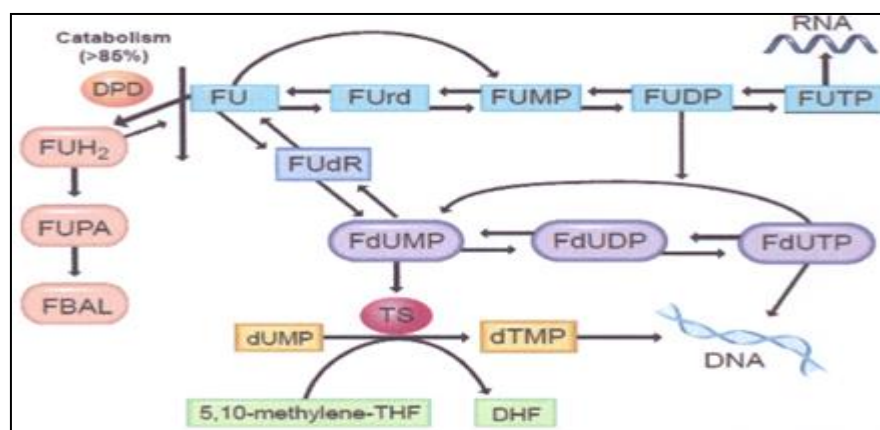 Catabolism
(>85%)
RNA
DPD
FU
FUrd
FUMP
FUDP
FUTP
FUH₂
FUdR
FUPA
FdUMP
FdUDP
FdUTP
FBAL
TS
dUMP
dTMP
DNA
5,10-methylene-THF
DHF